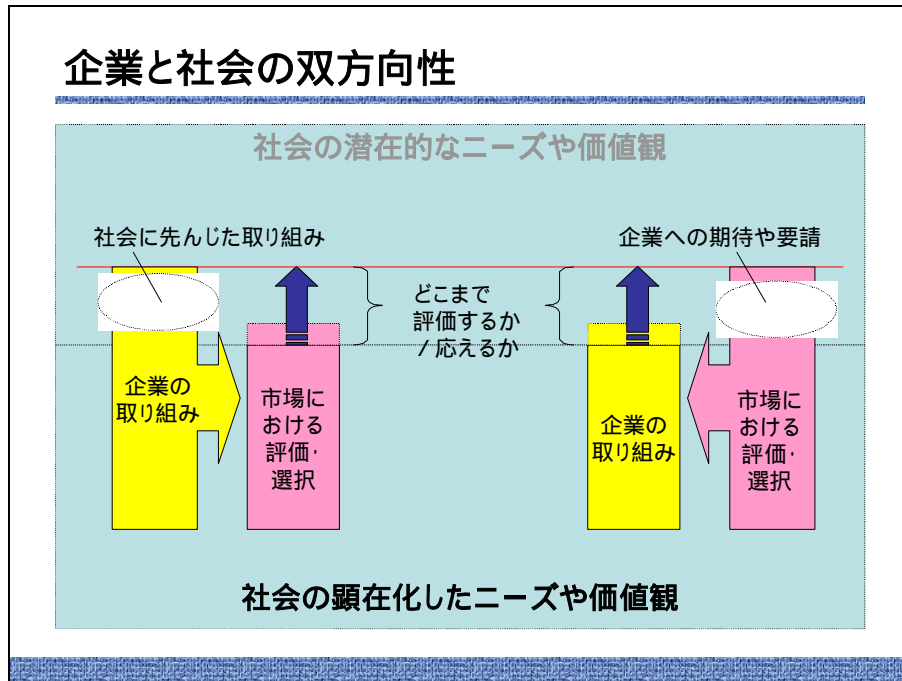 企業と社会の双方向性
社会の潜在的なニーズや価値観
社会に先んじた取り組み
企業への期待や要請
どこまで
評価するか
/応えるか
企業の
取り組み
市場に
おける
評価・
選択
企業の
取り組み
市場に
おける
評価・
選択
社会の顕在化したニーズや価値観